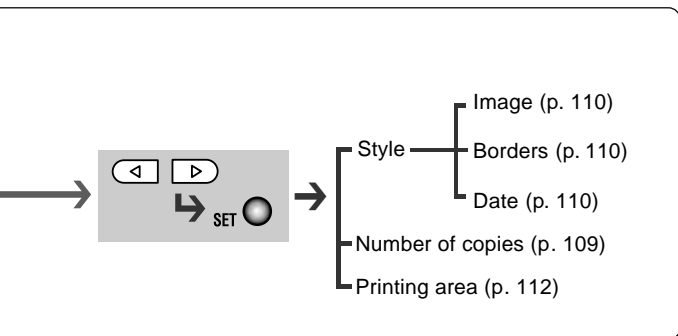 Image (p. 110)
Style
Borders (p. 110)
Date (p. 110)
SET
Number of copies (p. 109)
Printing area (p. 112)